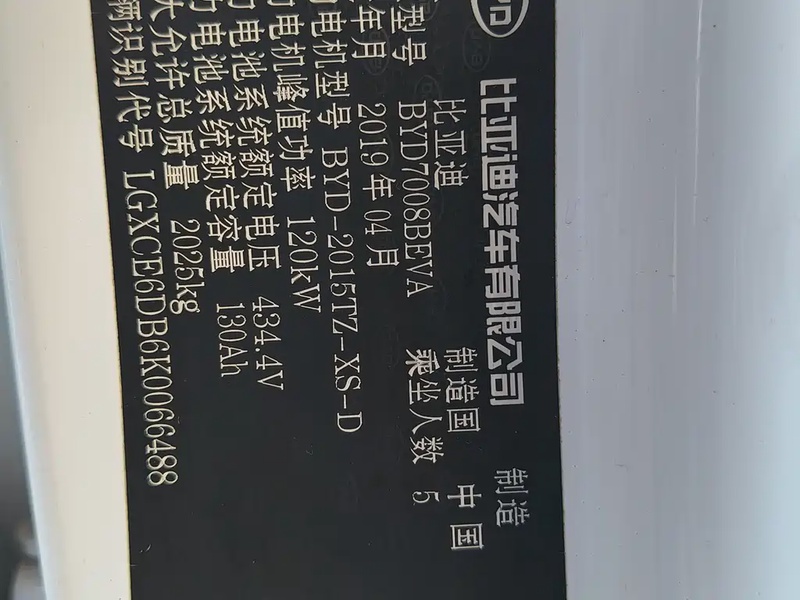 比亚迪汽车有限公司 制造
比亚迪 制造国 中国
型号 BYD7008BEVA 乘坐人数 5
年月 2019年04月
电机型号 BYD-2015TZ-XS-D
电机峰值功率 120kW
电池系统额定电压 434.4V
电池系统额定容量 130Ah
大允许总质量 2025kg
识别代号 LGXCE6DB6K0066488